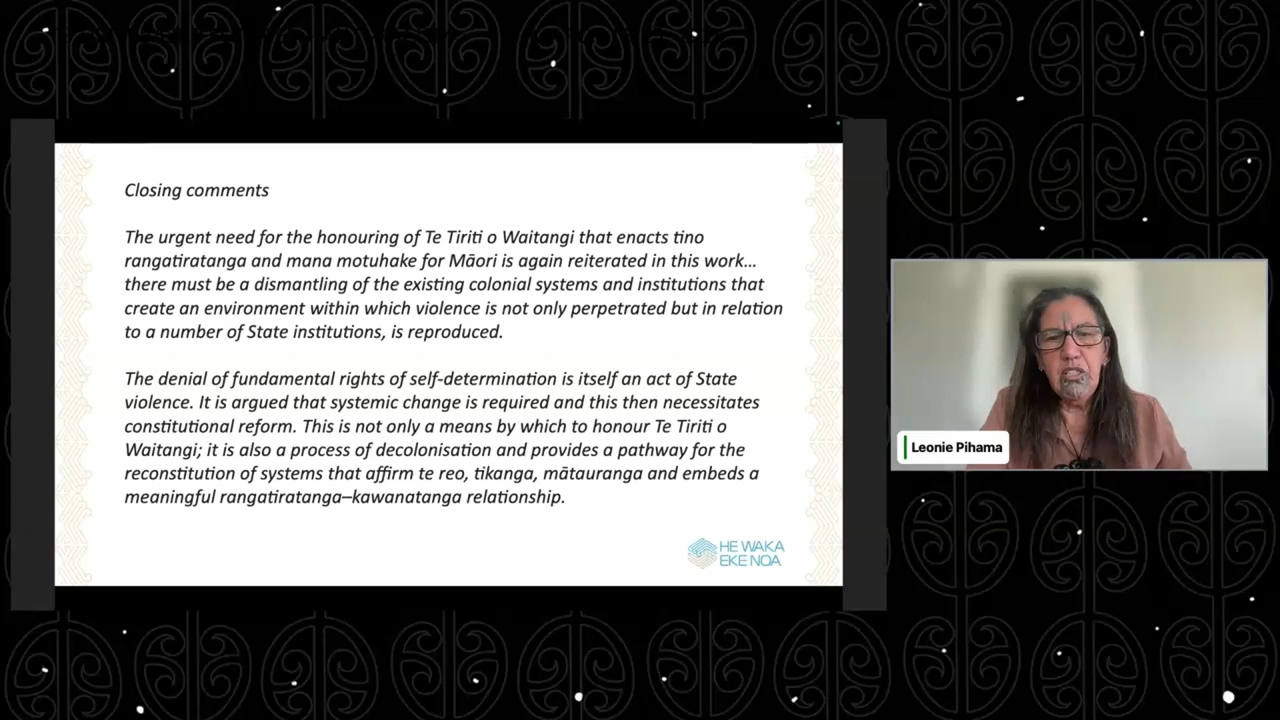 Closing comments
The urgent need for the honouring of Te Tiriti o Waitangi that enacts tino
rangatiratanga and mana motuhake for Māori is again reiterated in this work...
there must be a dismantling of the existing colonial systems and institutions that
create an environment within which violence is not only perpetrated but in relation
to a number of State institutions, is reproduced.
The denial of fundamental rights of self-determination is itself an act of State
violence. It is argued that systemic change is required and this then necessitates
constitutional reform. This is not only a means by which to honour Te Tiriti o
Waitangi; it is also a process of decolonisation and provides a pathway for the
reconstitution of systems that affirm te reo, tikanga, mātauranga and embeds a
meaningful rangatiratanga–kawanatanga relationship.
HE WAKA
EKE NOA
Leonie Pihama